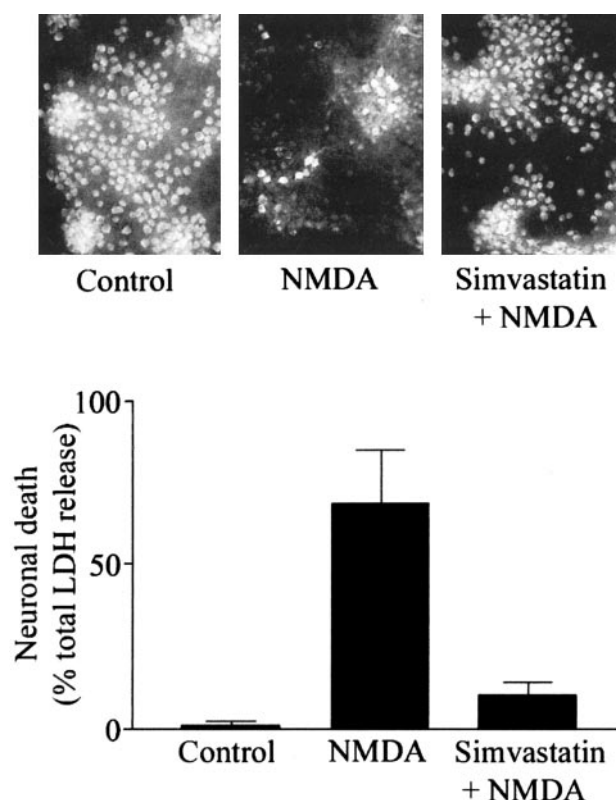 Control
NMDA
Simvastatin
+ NMDA
100
50
0
Neuronal death
(% total LDH release)
Control
NMDA
Simvastatin
+ NMDA